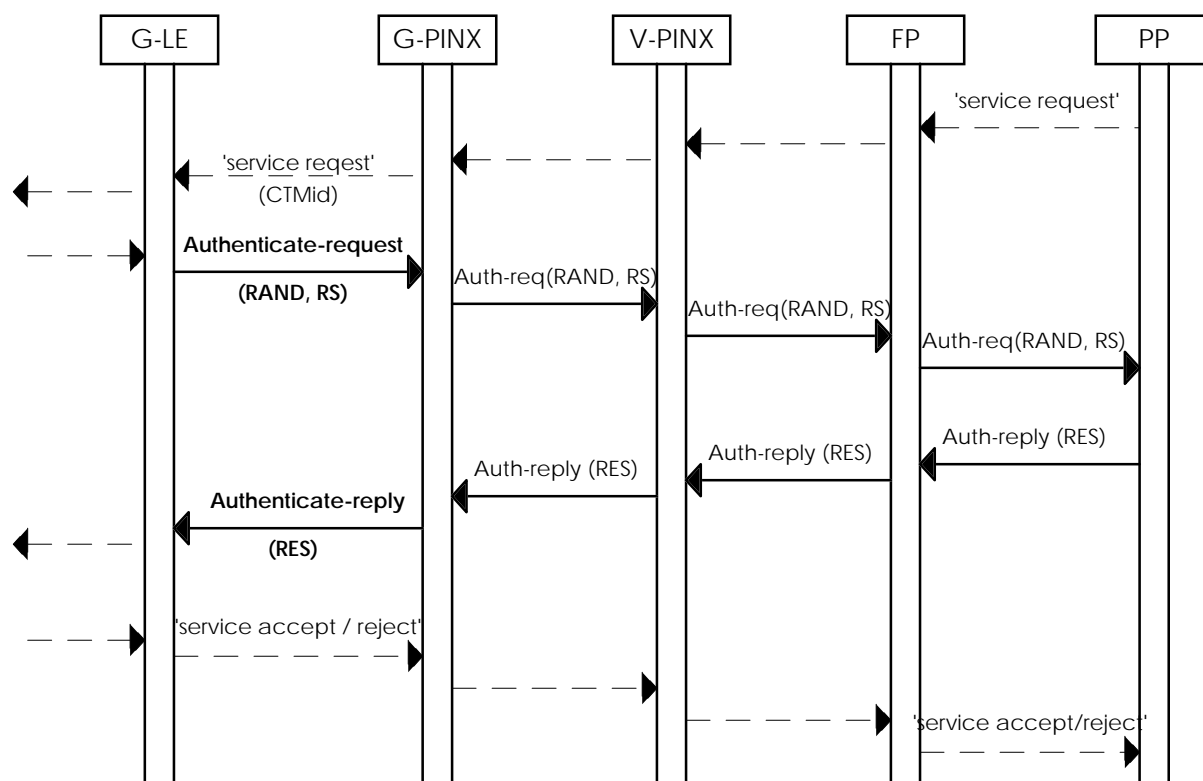 G-LE
G-PINX
V-PINX
FP
PP
'service request'
'service reqest'
(CTMid)
Authenticate-request
(RAND, RS)
Auth-req(RAND, RS)
Auth-req(RAND, RS)
Auth-req(RAND, RS)
Auth-reply (RES)
Auth-reply (RES)
Auth-reply (RES)
Authenticate-reply
(RES)
'service accept / reject'
'service accept/reject'